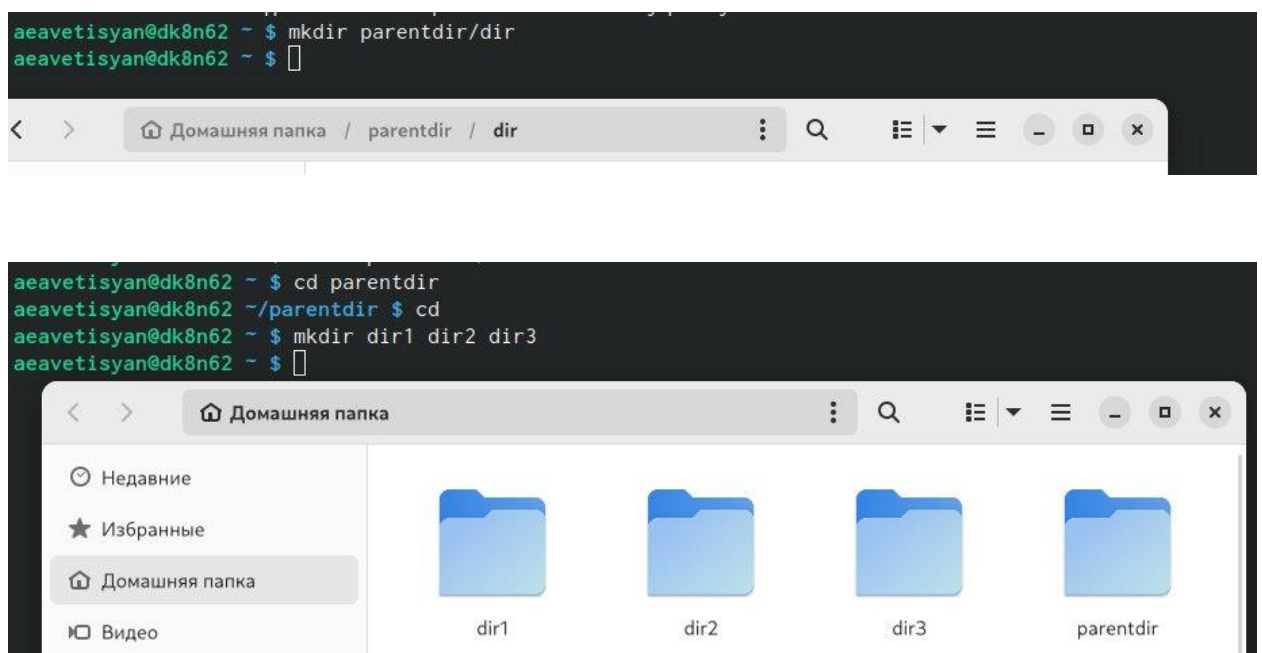 aeavetisyan@dk8n62 ~ $ mkdir parentdir/dir
aeavetisyan@dk8n62 ~ $
Домашняя папка / parentdir / dir
aeavetisyan@dk8n62 ~ $ cd parentdir
aeavetisyan@dk8n62 ~/parentdir $ cd
aeavetisyan@dk8n62 ~ $ mkdir dir1 dir2 dir3
aeavetisyan@dk8n62 ~ $
Домашняя папка
Недавние
Избранные
Домашняя папка
Видео
dir1 dir2 dir3 parentdir